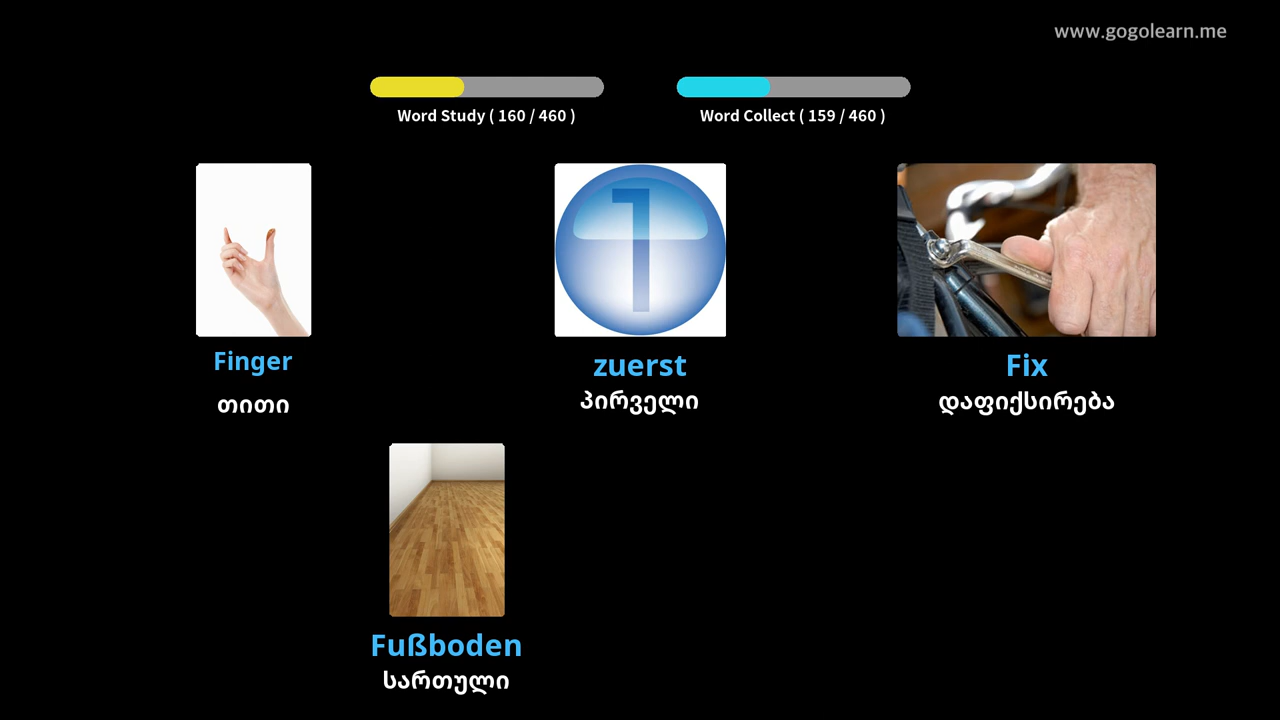 www.gogolearn.me
Word Study ( 160 / 460 )
Word Collect ( 159 / 460 )
1
Finger
თითი
zuerst
პირველი
Fix
დაფიქსირება
Fußboden
სართული